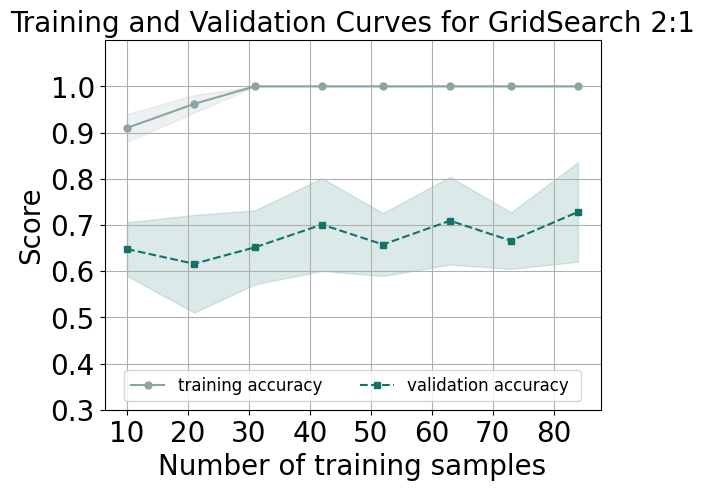 Training and Validation Curves for GridSearch 2:1
1.0
0.9
0.8
0.7
0.6
0.5
0.4
0.3
Score
training accuracy validation accuracy
10 20 30 40 50 60 70 80
Number of training samples